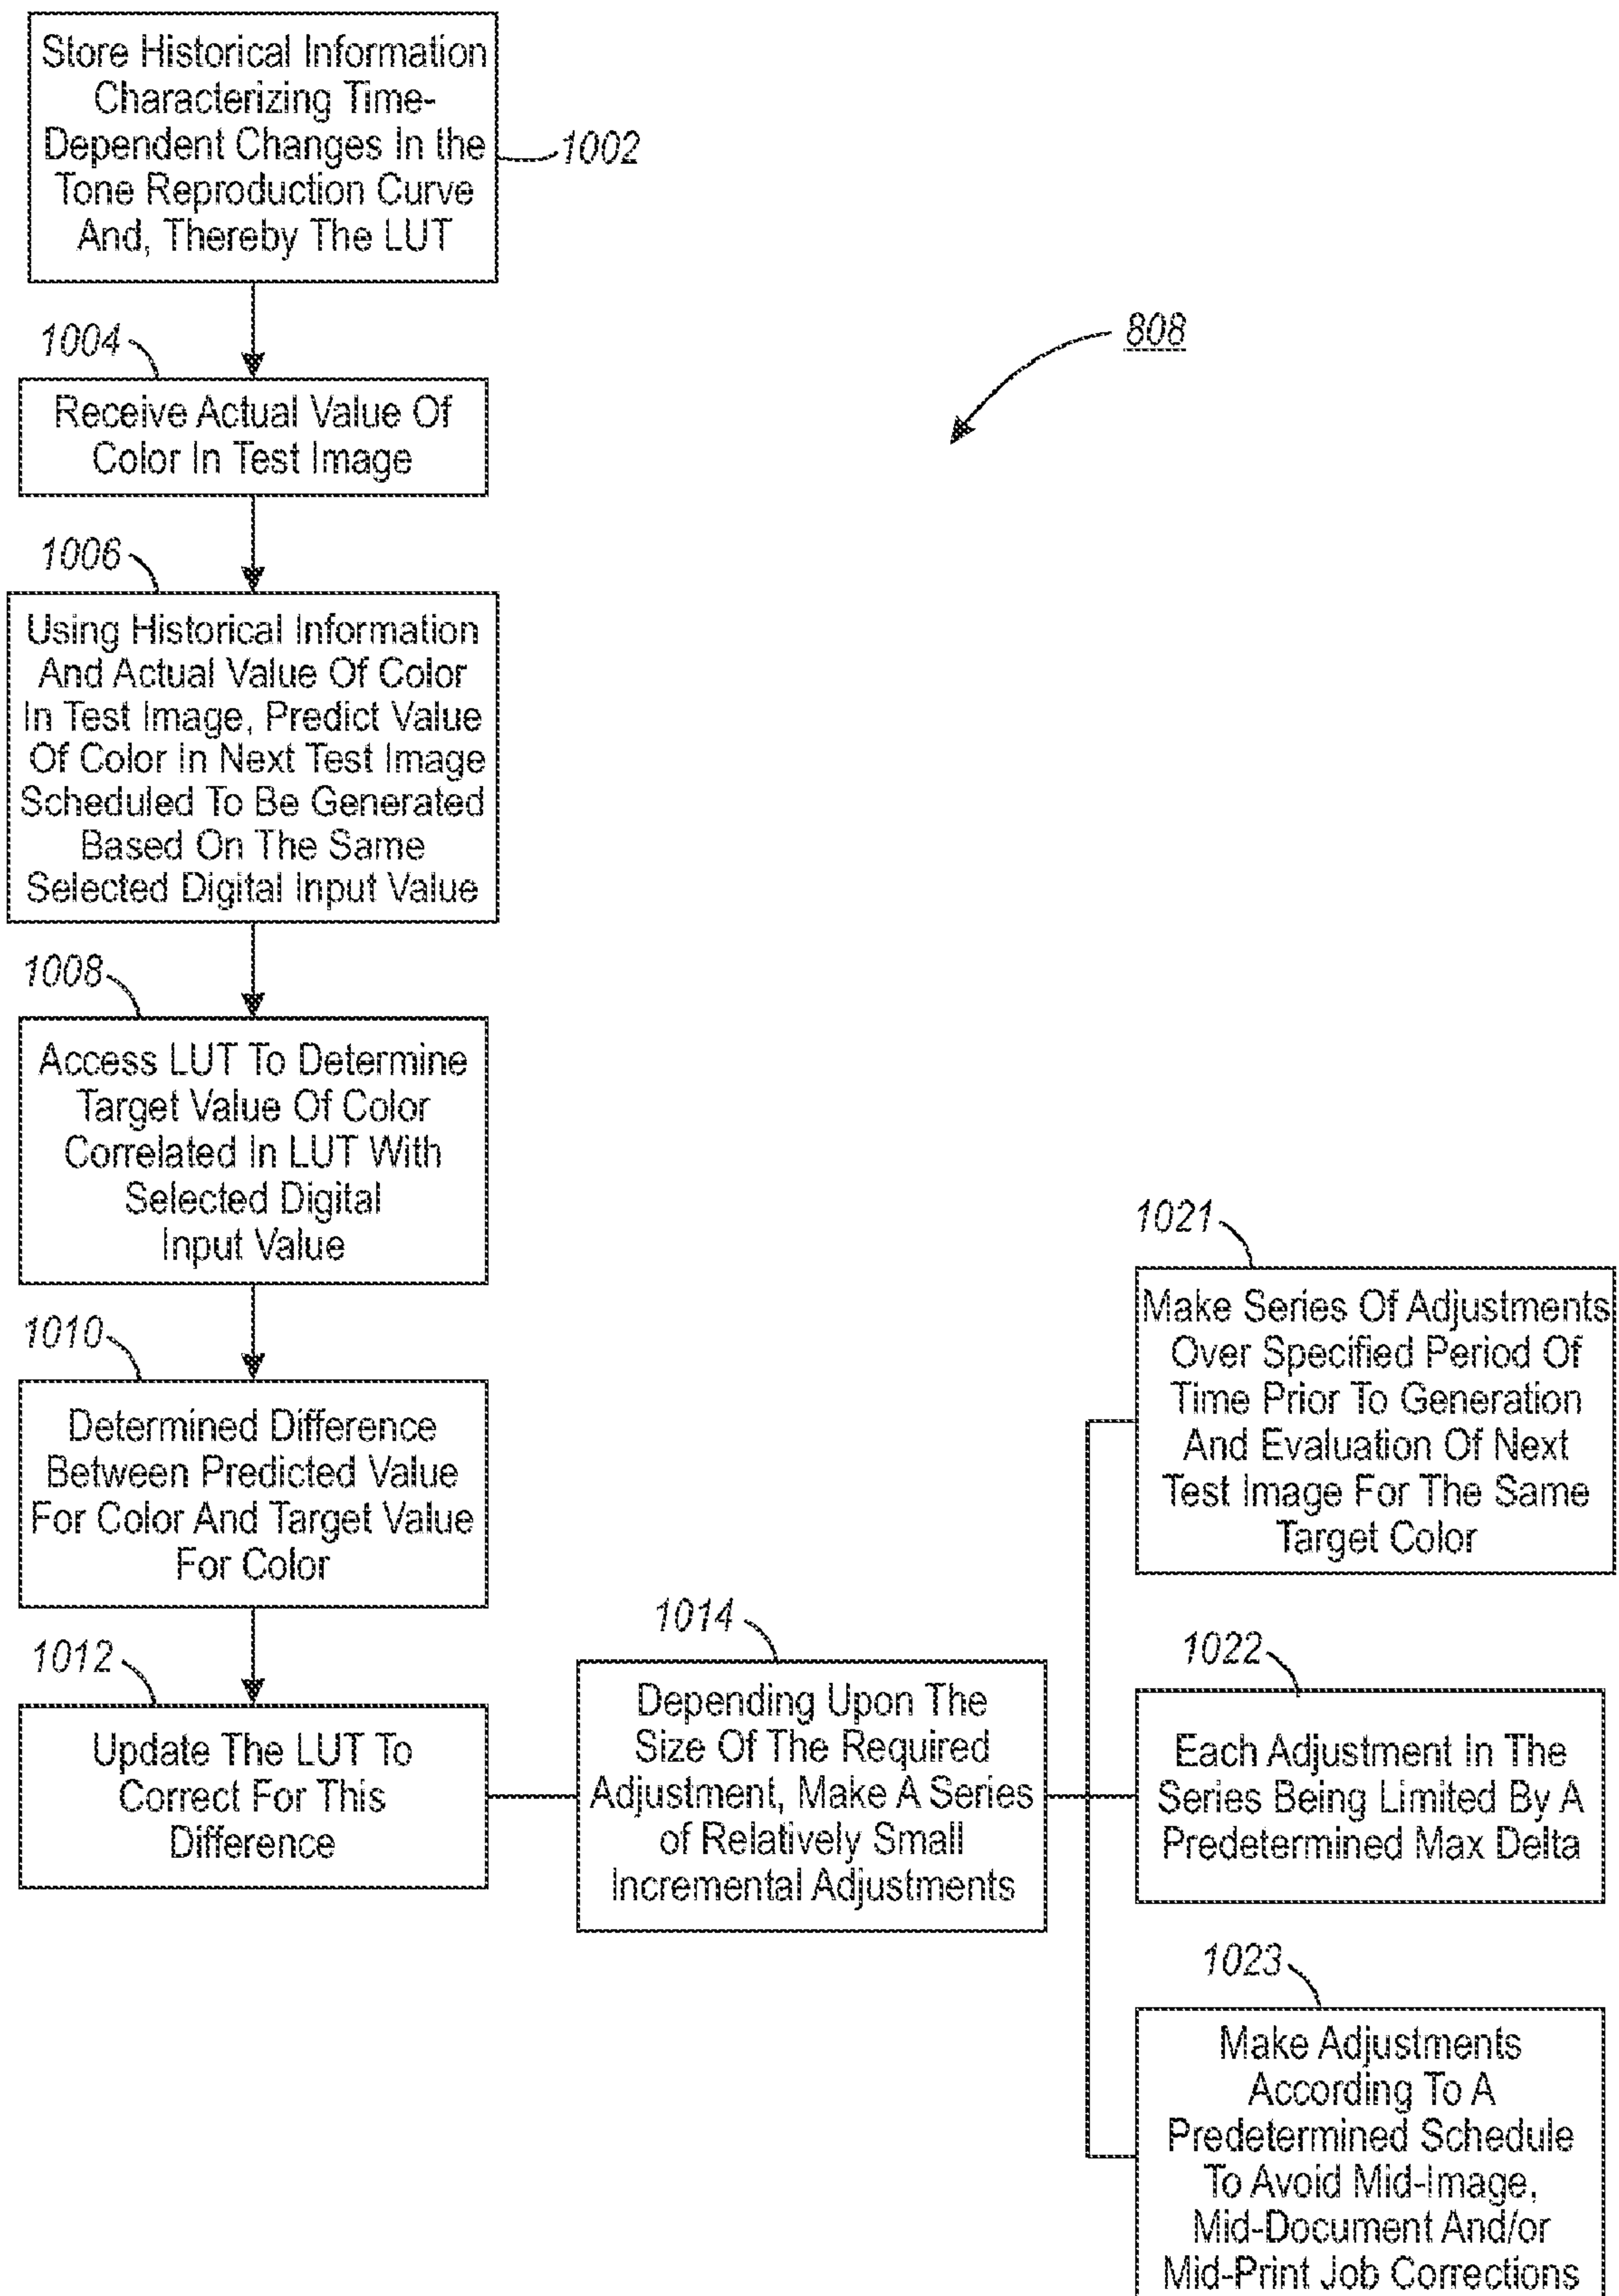 Store Historical Information
Characterizing Time-
Dependent Changes In the
Tone Reproduction Curve
And, Thereby The LUT
1002
808
1004
Receive Actual Value Of
Color In Test Image
1006
Using Historical Information
And Actual Value Of Color
In Test Image, Predict Value
Of Color In Next Test Image
Scheduled To Be Generated
Based On The Same
Selected Digital Input Value
1008
Access LUT To Determine
Target Value Of Color
Correlated In LUT With
Selected Digital
Input Value
1010
Determined Difference
Between Predicted Value
For Color And Target Value
For Color
1012
Update The LUT To
Correct For This
Difference
1014
Depending Upon The
Size Of The Required
Adjustment, Make A Series
of Relatively Small
Incremental Adjustments
1021
Make Series Of Adjustments
Over Specified Period Of
Time Prior To Generation
And Evaluation Of Next
Test Image For The Same
Target Color
1022
Each Adjustment In The
Series Being Limited By A
Predetermined Max Delta
1023
Make Adjustments
According To A
Predetermined Schedule
To Avoid Mid-Image,
Mid-Document And/or
Mid-Print Job Corrections